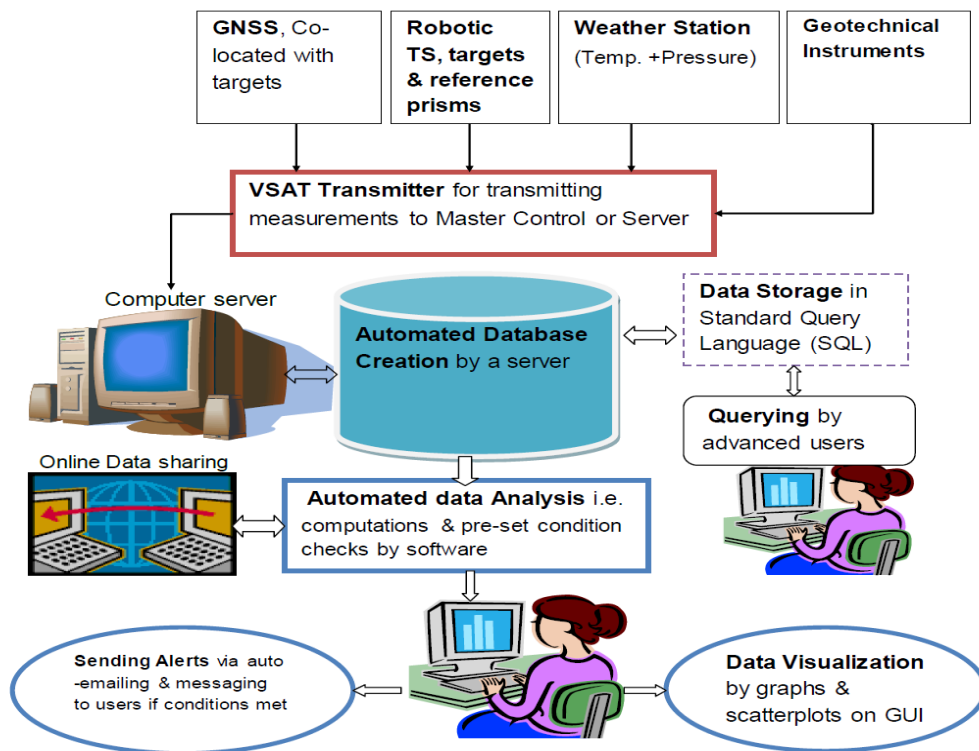 GNSS, Co-
located with
targets
Robotic
TS, targets
& reference
prisms
Weather Station
(Temp. +Pressure)
Geotechnical
Instruments
VSAT Transmitter for transmitting
measurements to Master Control or Server
Computer server
Automated Database
Creation by a server
Data Storage in
Standard Query
Language (SQL)
Querying by
advanced users
Online Data sharing
Automated data Analysis i.e.
computations & pre-set condition
checks by software
Sending Alerts via auto
-emailing & messaging
to users if conditions met
Data Visualization
by graphs &
scatterplots on GUI